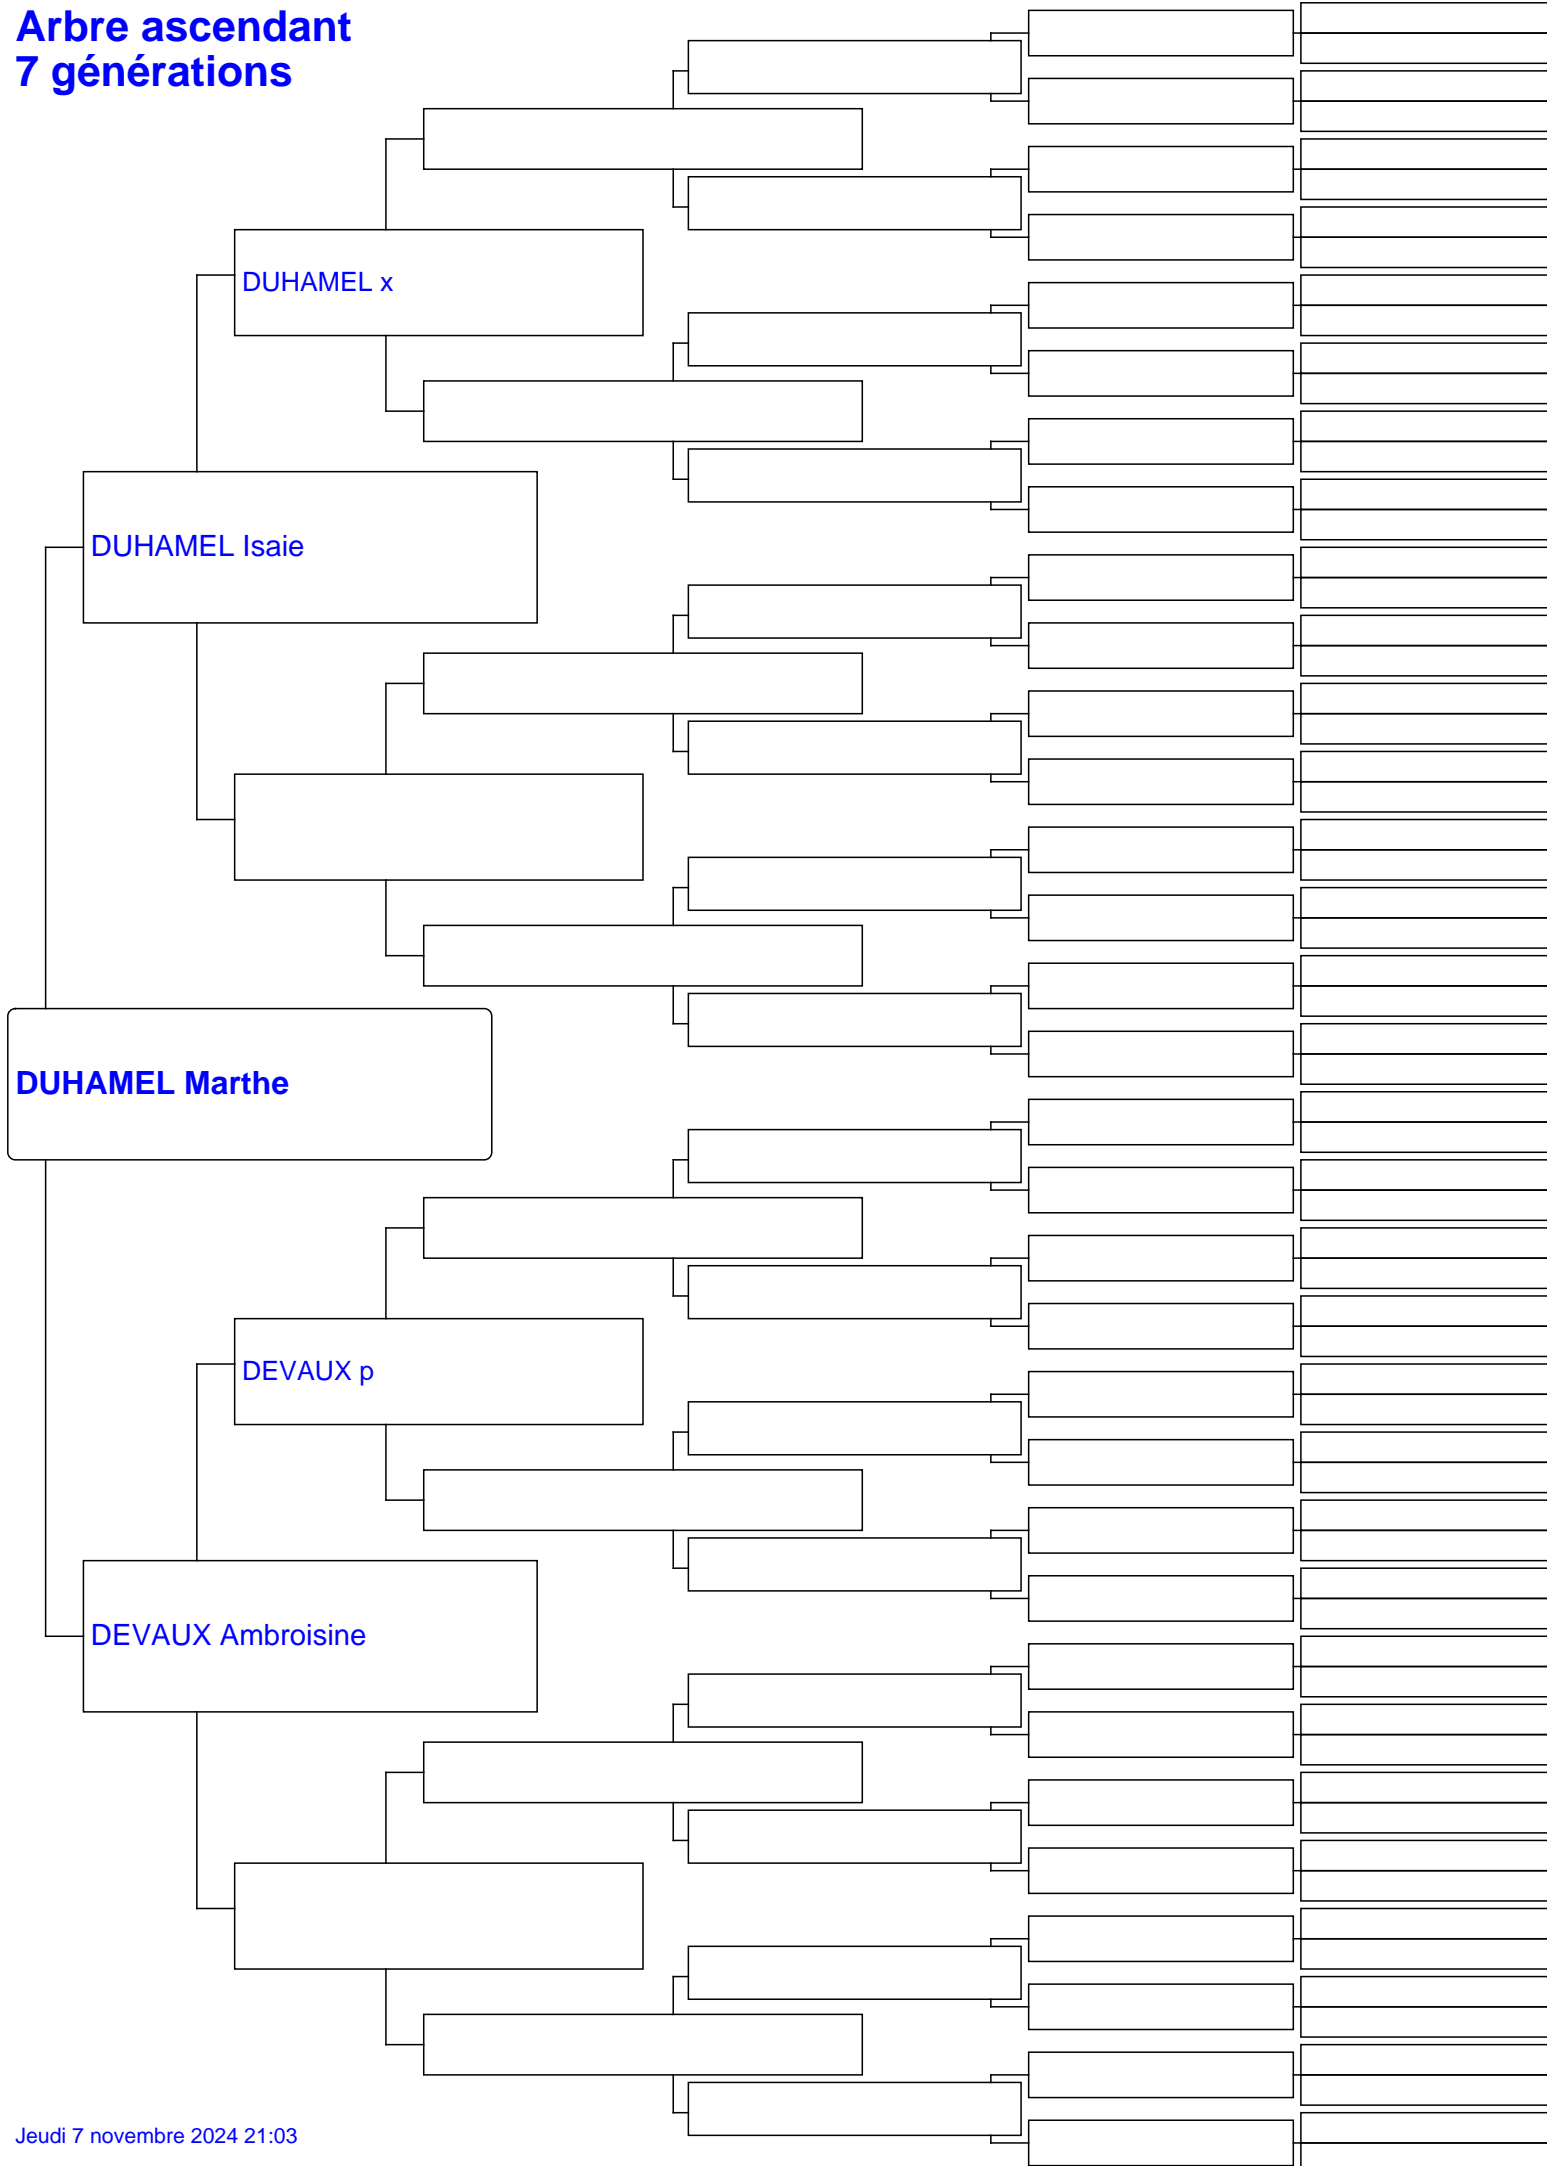 Arbre ascendant
7 générations
DUHAMEL x
DUHAMEL Isaie
DUHAMEL Marthe
DEVAUX p
DEVAUX Ambroisine
Jeudi 7 novembre 2024 21:03